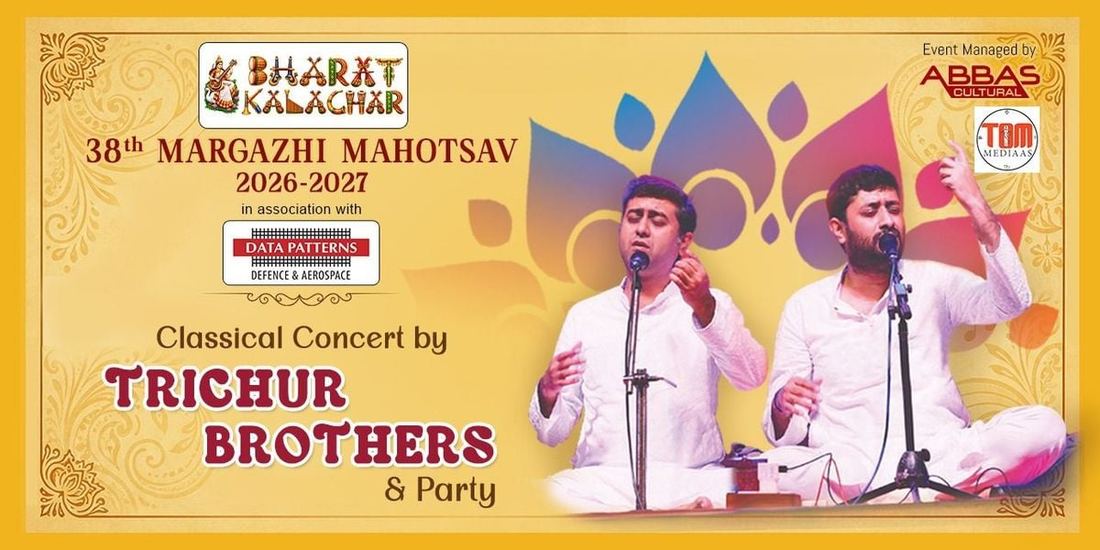 BHARAT
KALACHAR
38th MARGAZHI MAHOTSAV
2026-2027
in association with
DATA PATTERNS
DEFENCE & AEROSPACE
Classical Concert by
TRICHUR
BROTHERS
& Party
Event Managed by
ABBAS
CULTURAL
TOM
MEDIAAS